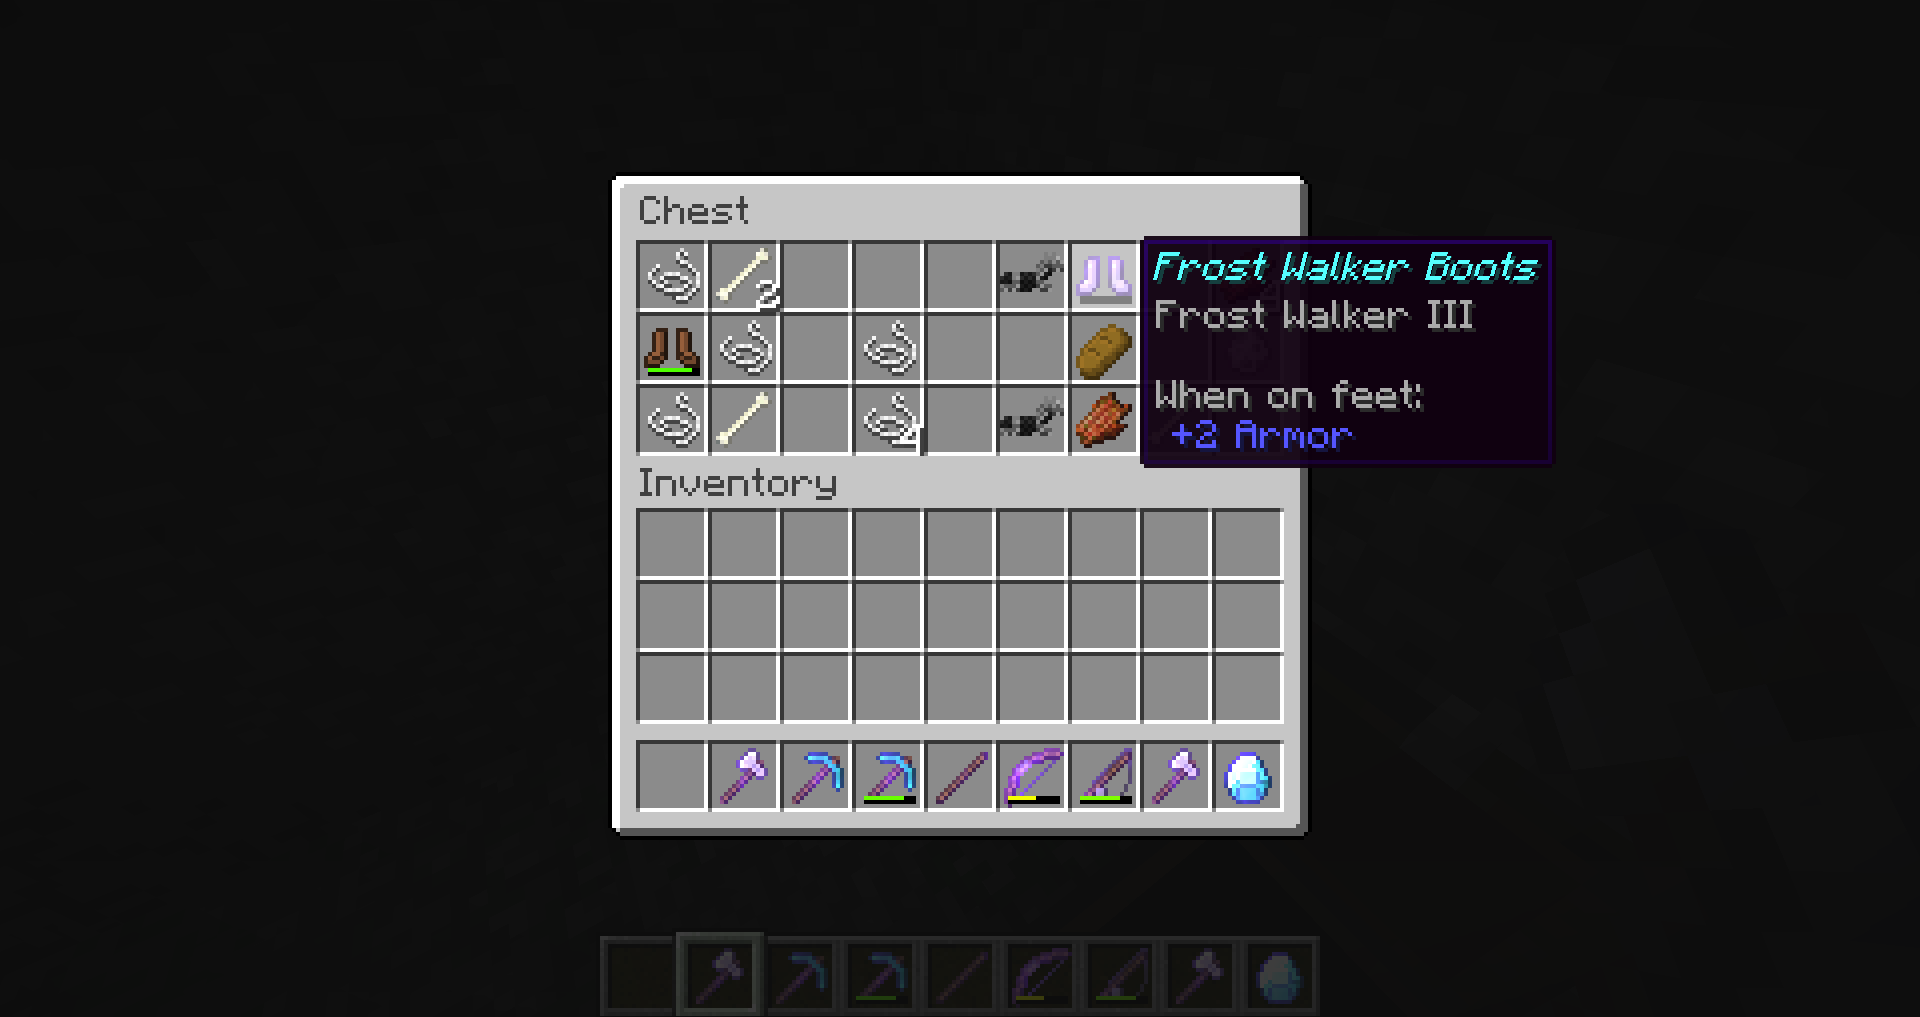 Chest
2
Frost Walker Boots
Frost Walker III
When on feet:
+2 Armor
2
Inventory